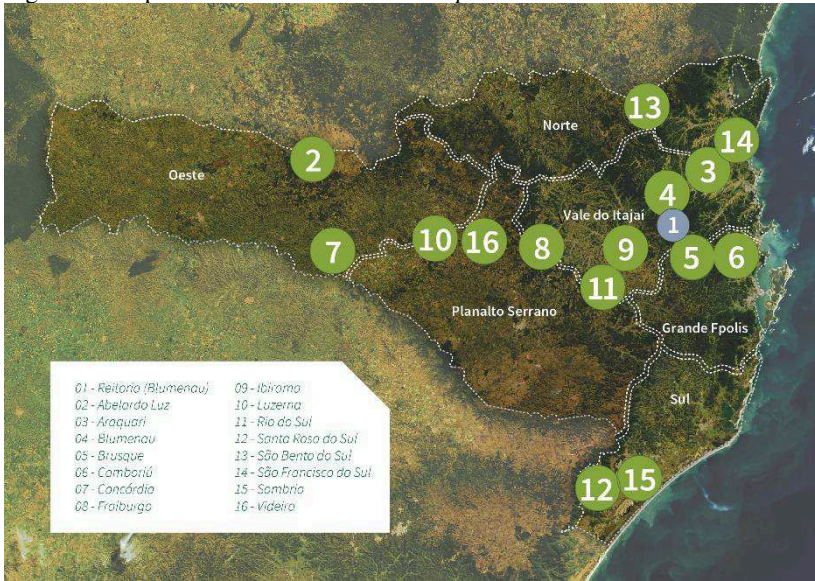 Norte
13
14
3
2
Oeste
4
Vale do Itajaí
1
10
16
8
9
5
6
7
11
Planalto Serrano
Grande Fpolis
Sul
12
15
01 - Reitoria (Blumenau)
02 - Abelardo Luz
03 - Araquari
04 - Blumenau
05 - Brusque
06 - Camboriú
07 - Concórdia
08 - Fraiburgo
09 - Ibirama
10 - Luzerna
11 - Rio do Sul
12 - Santa Rosa do Sul
13 - São Bento do Sul
14 - São Francisco do Sul
15 - Sombrio
16 - Videira